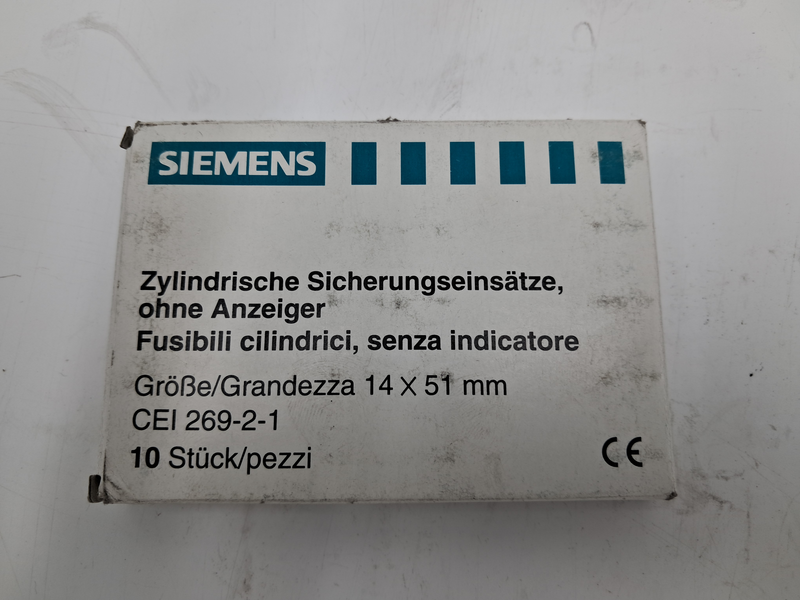 SIEMENS
Zylindrische Sicherungseinsätze,
ohne Anzeiger
Fusibili cilindrici, senza indicatore
Größe/Grandezza 14 X 51 mm
CEI 269-2-1
10 Stück/pezzi
CE